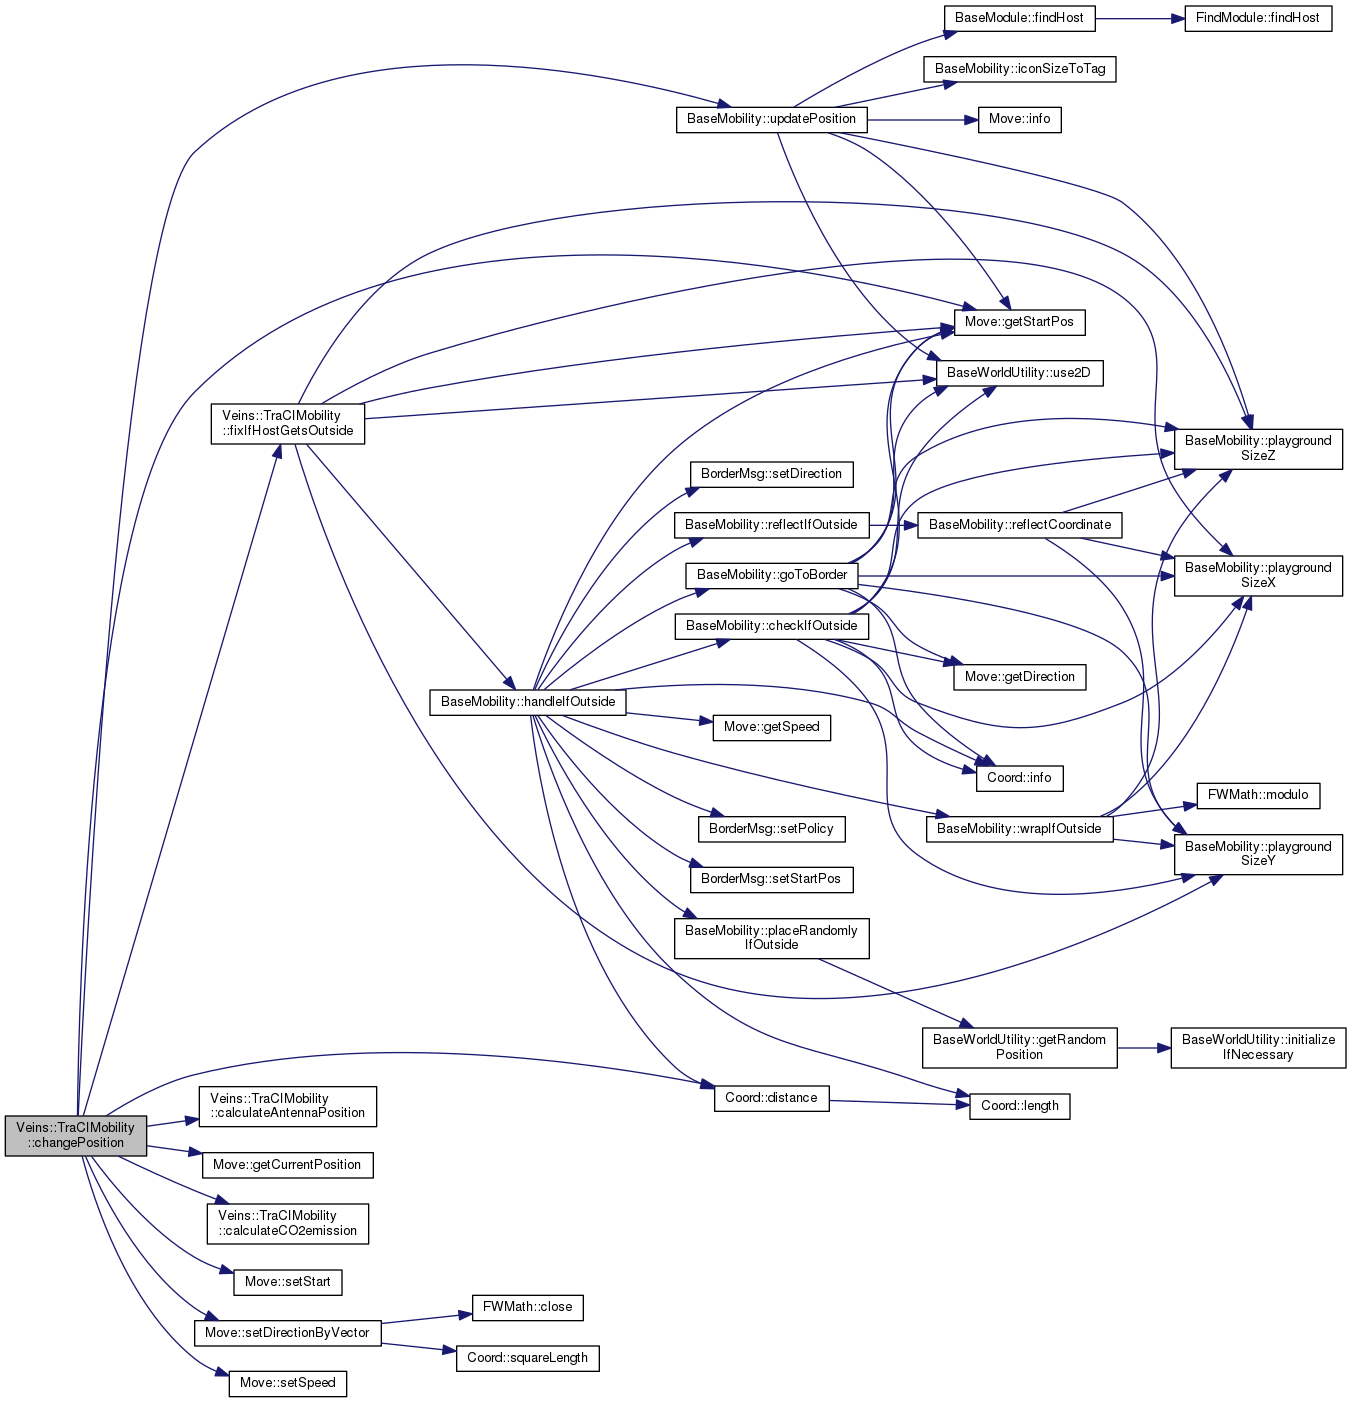 BaseModule::findHost
FindModule::findHost
BaseMobility::iconSizeToTag
BaseMobility::updatePosition
Move::info
Move::getStartPos
BaseWorldUtility::use2D
Veins::TraCIMobility
::fixIfHostGetsOutside
BaseMobility::playground
SizeZ
BorderMsg::setDirection
BaseMobility::reflectIfOutside
BaseMobility::reflectCoordinate
BaseMobility::goToBorder
BaseMobility::playground
SizeX
BaseMobility::checkIfOutside
Move::getDirection
BaseMobility::handleIfOutside
Move::getSpeed
Coord::info
FWMath::modulo
BorderMsg::setPolicy
BaseMobility::wrapIfOutside
BaseMobility::playground
SizeY
BorderMsg::setStartPos
BaseMobility::placeRandomly
IfOutside
BaseWorldUtility::getRandom
Position
BaseWorldUtility::initialize
IfNecessary
Veins::TraCIMobility
::calculateAntennaPosition
Coord::distance
Coord::length
Veins::TraCIMobility
::changePosition
Move::getCurrentPosition
Veins::TraCIMobility
::calculateCO2emission
Move::setStart
FWMath::close
Move::setDirectionByVector
Coord::squareLength
Move::setSpeed